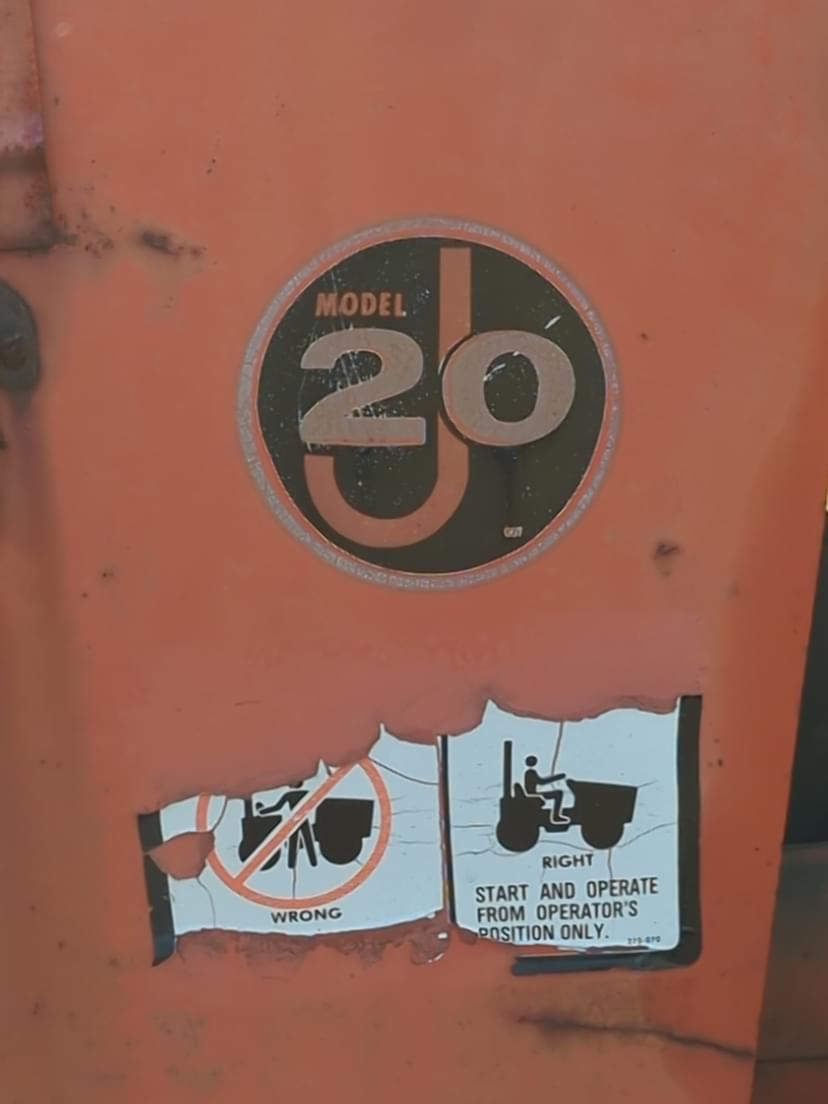 MODEL
J
20
WRONG
RIGHT
START AND OPERATE
FROM OPERATOR'S
POSITION ONLY.